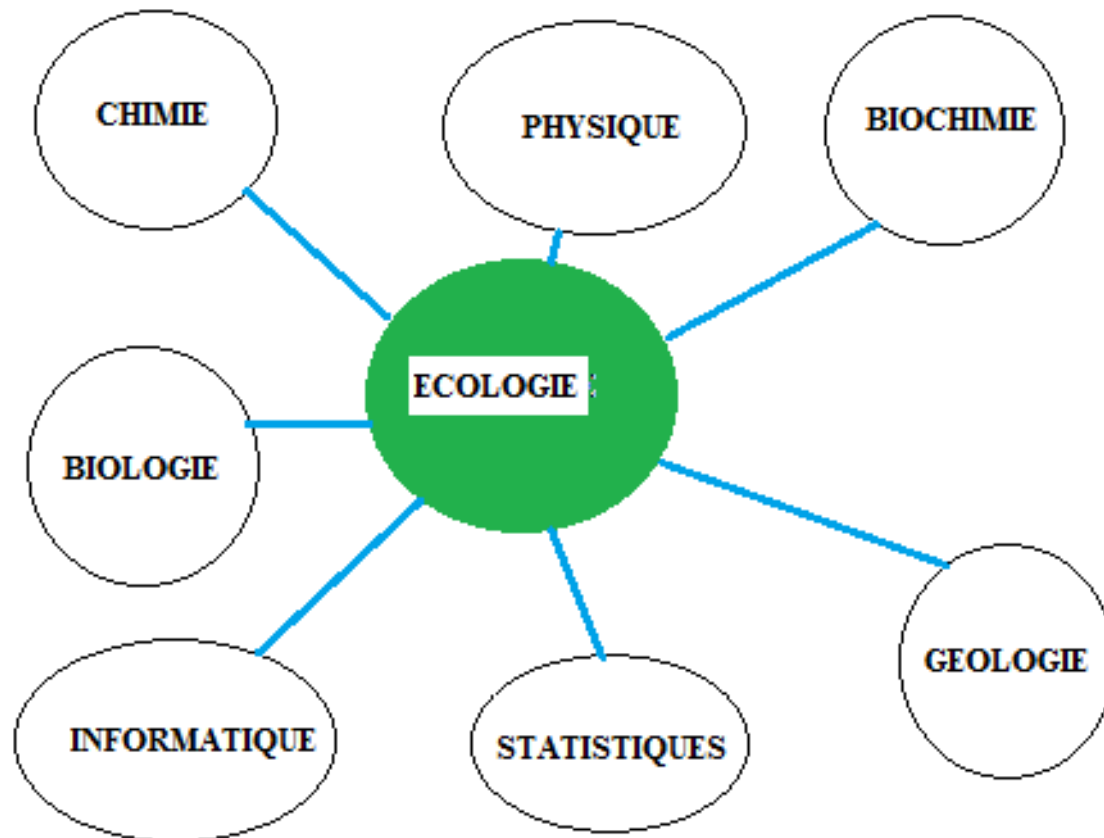 CHIMIE
PHYSIQUE
BIOCHIMIE
ECOLOGIE
BIOLOGIE
GEOLOGIE
INFORMATIQUE
STATISTIQUES